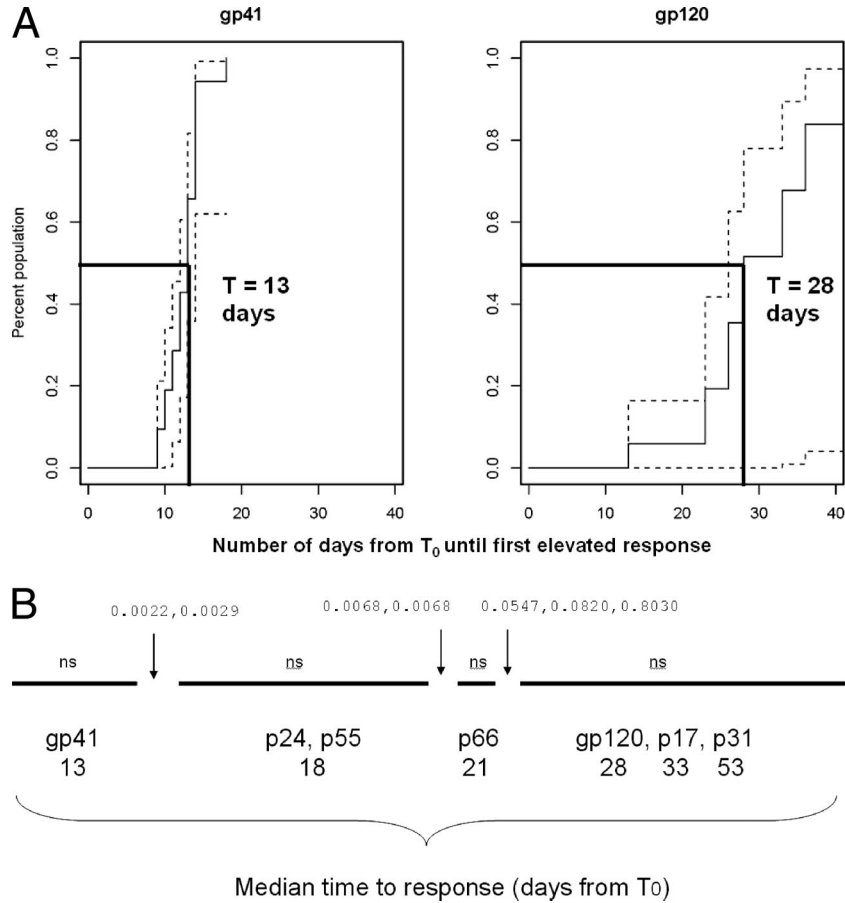 A
gp41
gp120
Percent population
1.0
0.8
0.6
0.4
0.2
0.0
T = 13
days
0 10 20 30 40
1.0
0.8
0.6
0.4
0.2
0.0
T = 28
days
0 10 20 30 40
Number of days from T0 until first elevated response
B
0.0022,0.0029 0.0068,0.0068 0.0547,0.0820,0.8030
ns ns ns ns
gp41 p24, p55 p66 gp120, p17, p31
13 18 21 28 33 53
Median time to response (days from T0)